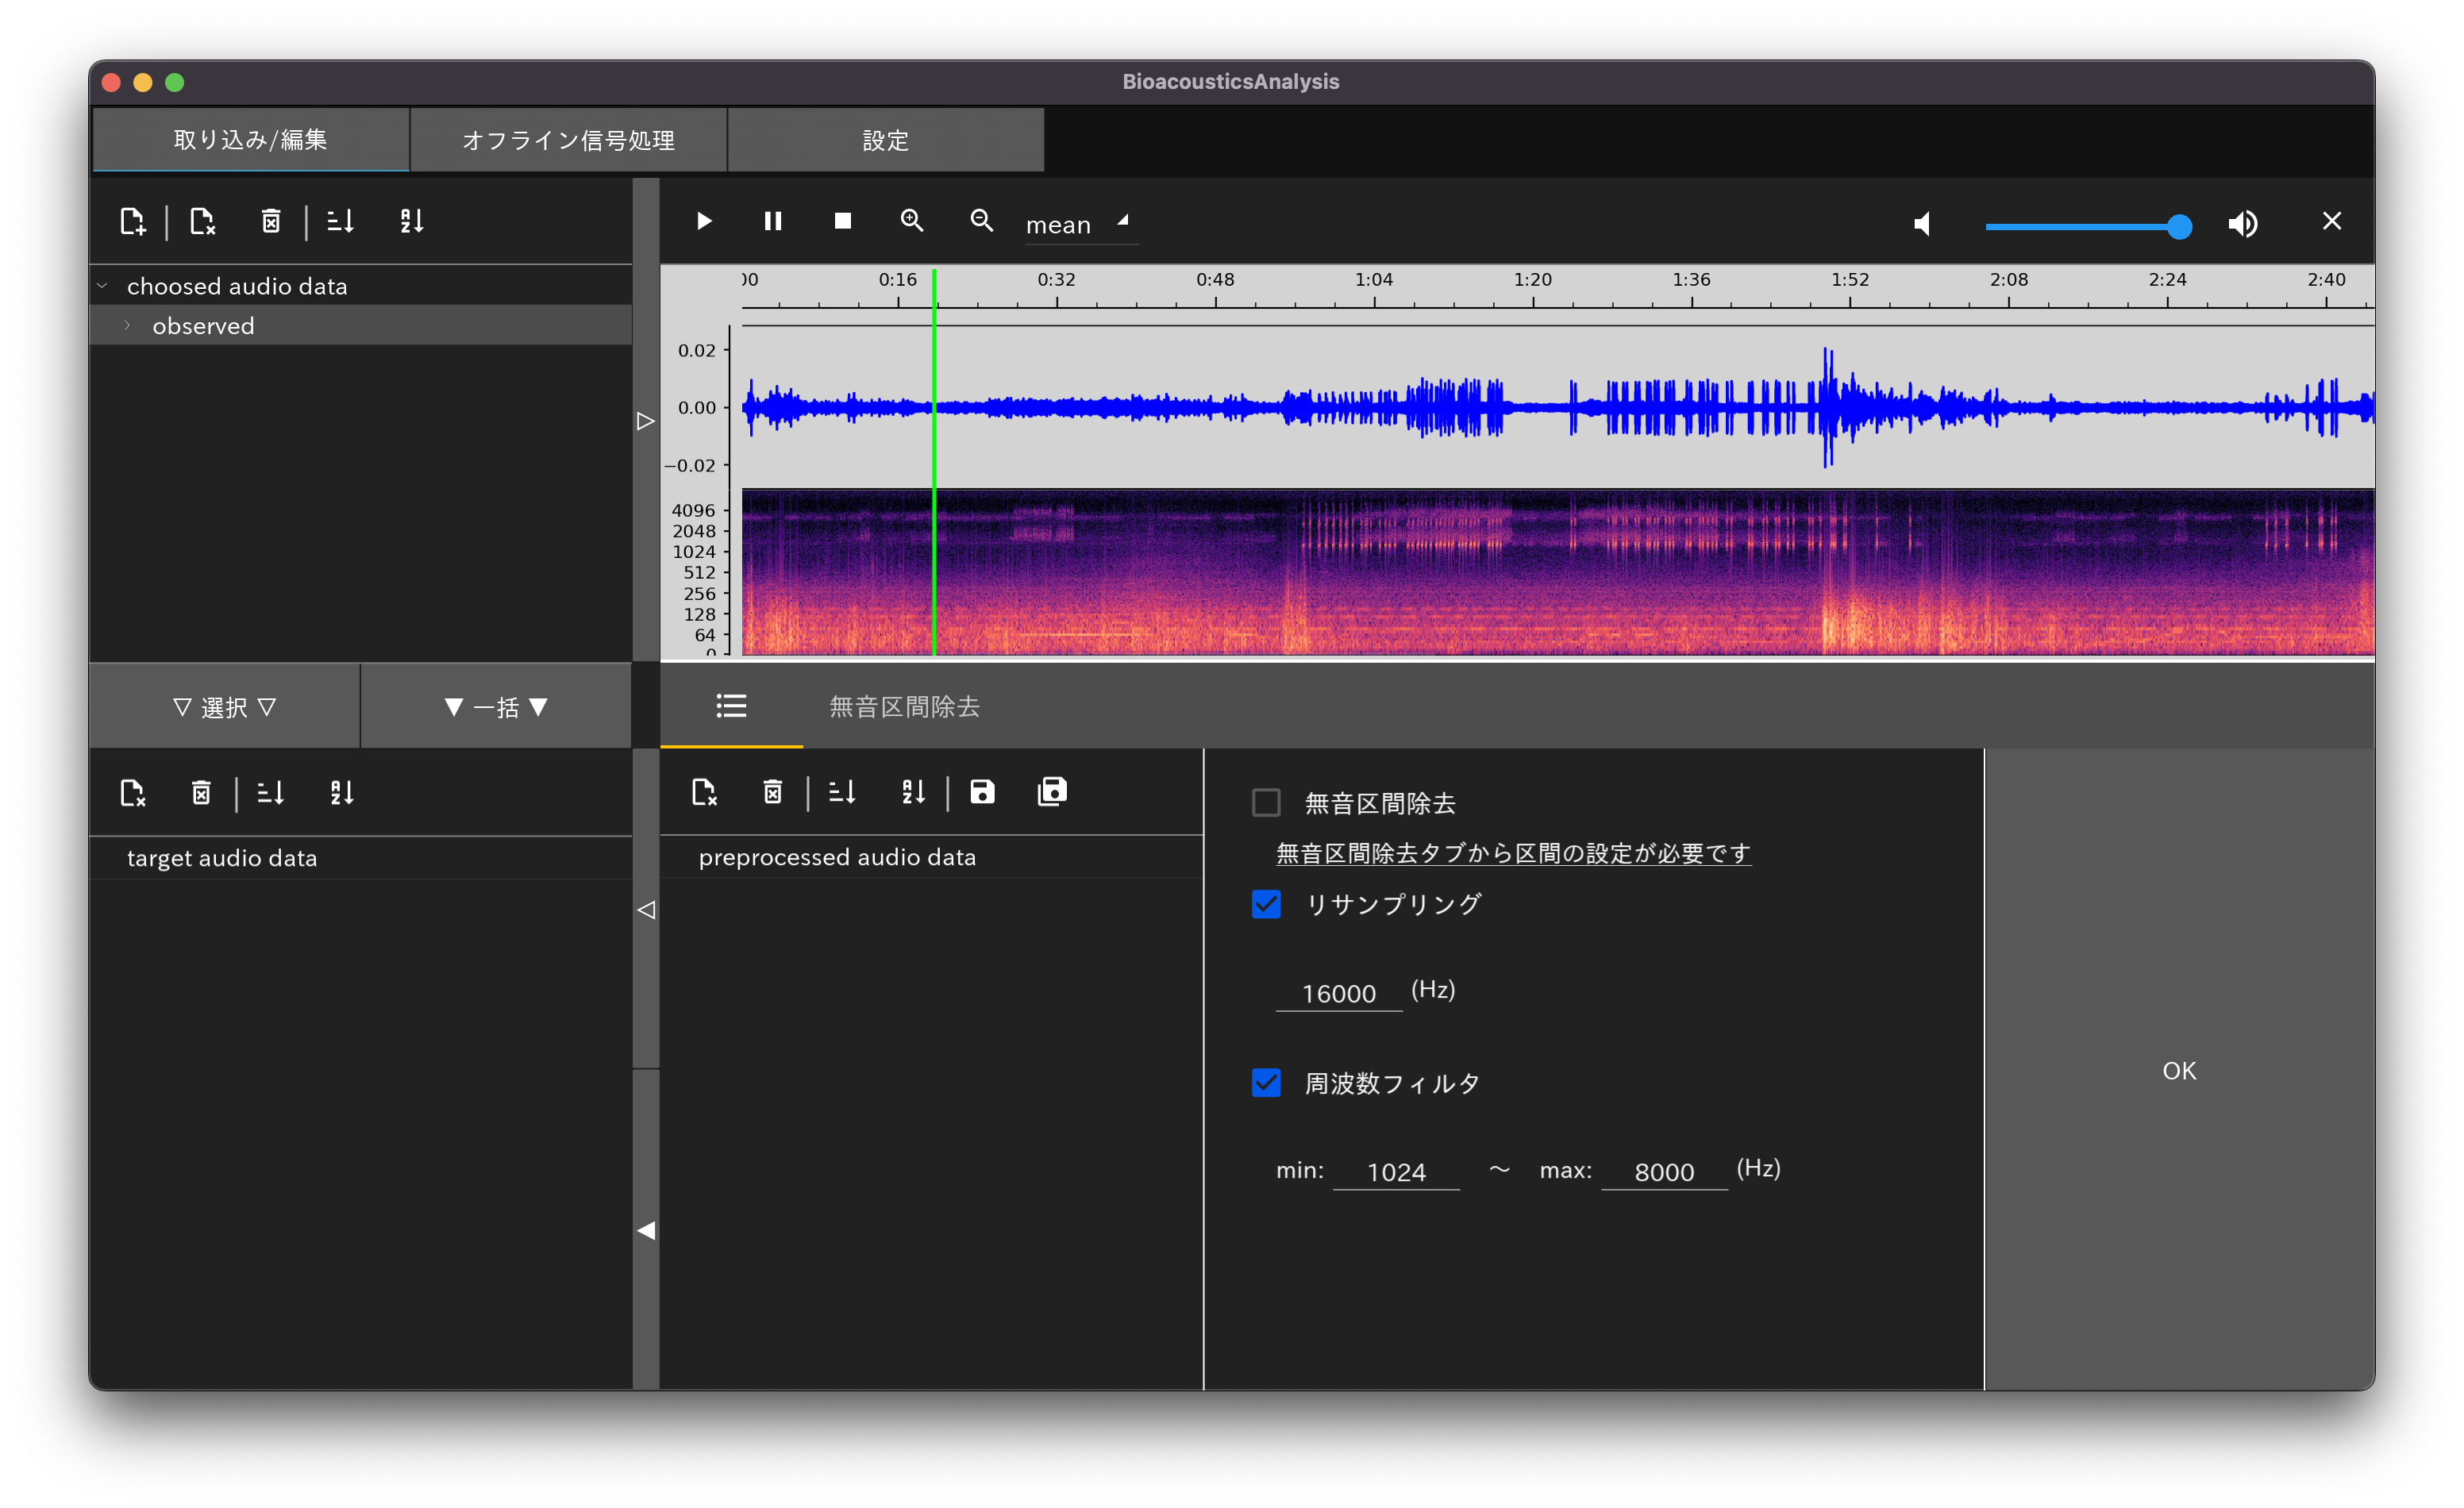 BioacousticsAnalysis
取り込み/編集 オフライン信号処理 設定
mean
choosed audio data
observed
00 0:16 0:32 0:48 1:04 1:20 1:36 1:52 2:08 2:24 2:40
0.02
0.00
−0.02
4096
2048
1024
512
256
128
64
0
▽ 選択 ▽ ▼ 一括 ▼
無音区間除去
target audio data
preprocessed audio data
無音区間除去
無音区間除去タブから区間の設定が必要です
リサンプリング
16000 (Hz)
周波数フィルタ
min: 1024 ～ max: 8000 (Hz)
OK